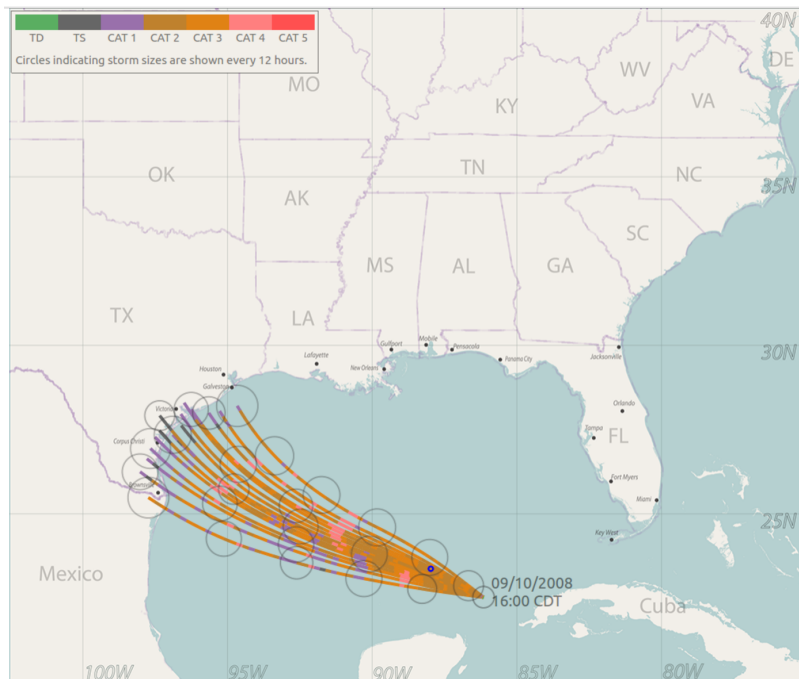 TD TS CAT 1 CAT 2 CAT 3 CAT 4 CAT 5
Circles indicating storm sizes are shown every 12 hours.
40N
DE
MO
WV
KY
VA
OK
TN
NC
35N
AK
SC
MS
AL
GA
TX
LA
Gulfport
Mobile
Pensacola
30N
Lafayette
New Orleans
Panama City
Jacksonville
Houston
Galveston
Victoria
Orlando
Corpus Christi
Tampa
FL
Brownsville
Fort Myers
Miami
25N
Key West
Mexico
09/10/2008
16:00 CDT
Cuba
100W
95W
90W
85W
80W